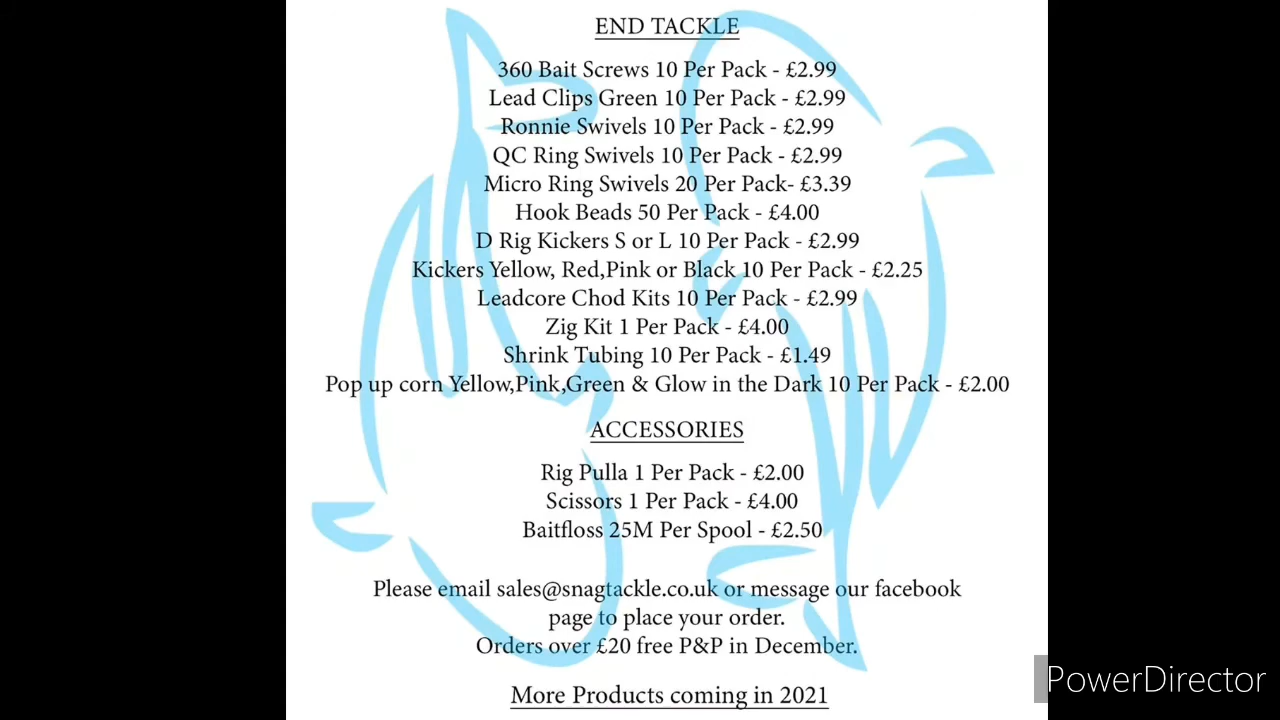 END TACKLE
360 Bait Screws 10 Per Pack - £2.99
Lead Clips Green 10 Per Pack - £2.99
Ronnie Swivels 10 Per Pack - £2.99
QC Ring Swivels 10 Per Pack - £2.99
Micro Ring Swivels 20 Per Pack- £3.39
Hook Beads 50 Per Pack - £4.00
D Rig Kickers S or L 10 Per Pack - £2.99
Kickers Yellow, Red,Pink or Black 10 Per Pack - £2.25
Leadcore Chod Kits 10 Per Pack - £2.99
Zig Kit 1 Per Pack - £4.00
Shrink Tubing 10 Per Pack - £1.49
Pop up corn Yellow,Pink,Green & Glow in the Dark 10 Per Pack - £2.00
ACCESSORIES
Rig Pulla 1 Per Pack - £2.00
Scissors 1 Per Pack - £4.00
Baitfloss 25M Per Spool - £2.50
Please email sales@snagtackle.co.uk or message our facebook
page to place your order.
Orders over £20 free P&P in December.
More Products coming in 2021
PowerDirector